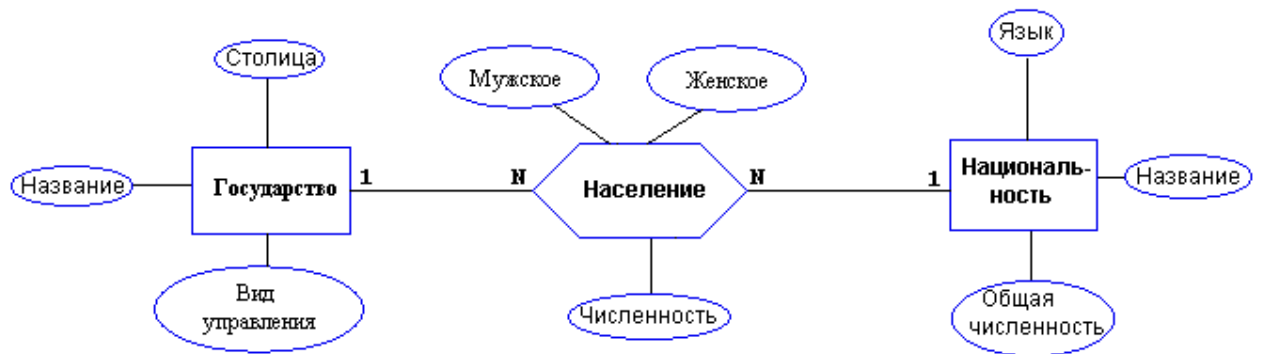 Язык
Столица
Мужское
Женское
Название
Государство
1
N
Население
N
1
Националь-
ность
Название
Вид
управления
Численность
Общая
численность